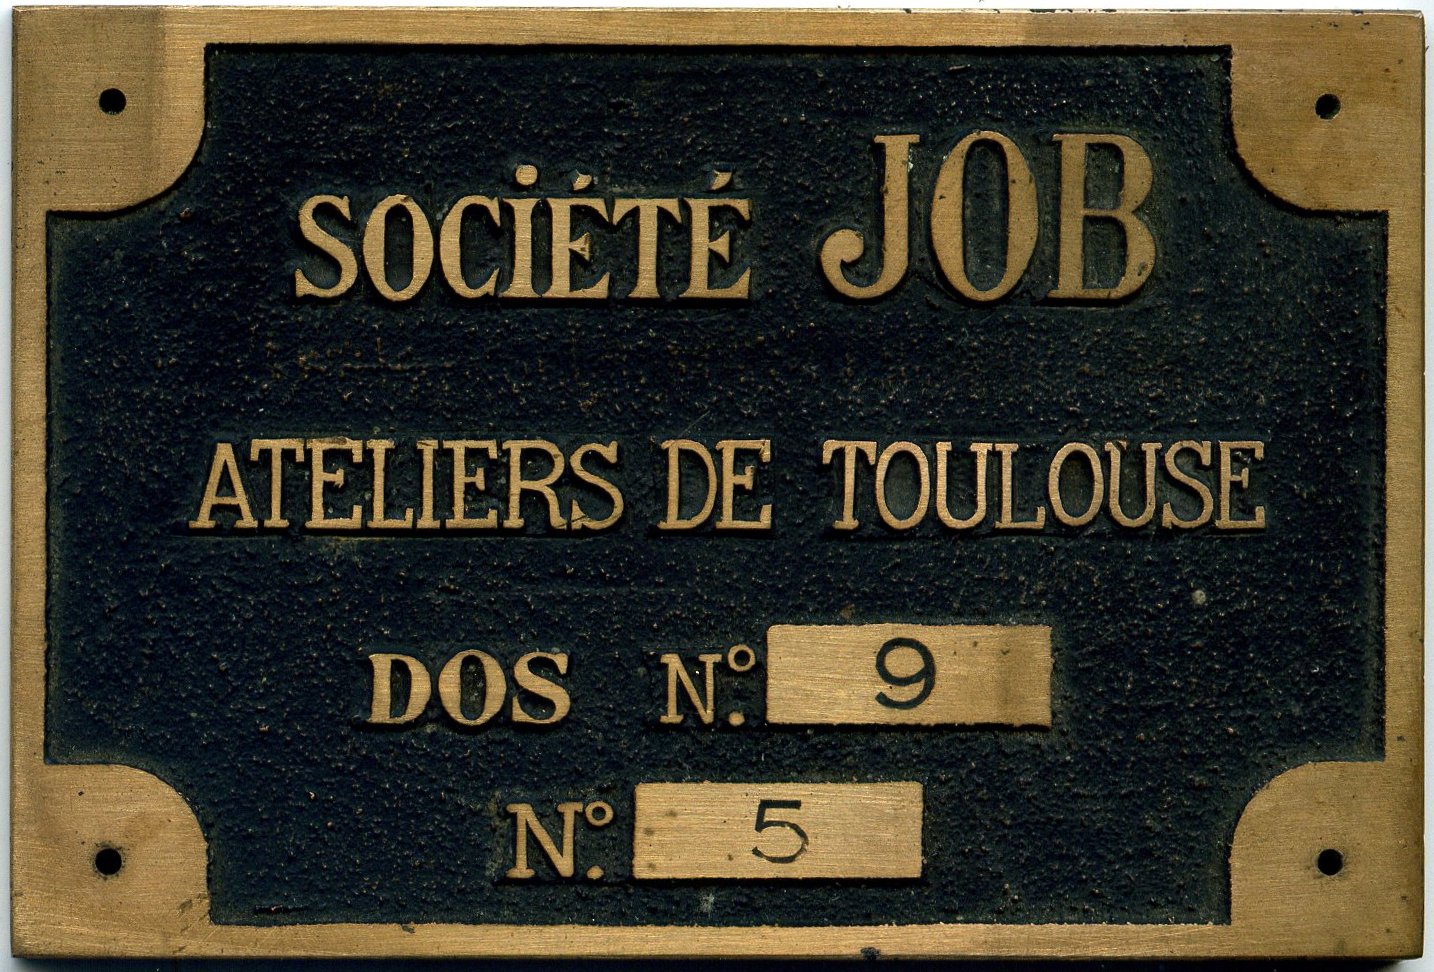 SOCIÉTÉ JOB
ATELIERS DE TOULOUSE
DOS N°. 9
N°. 5